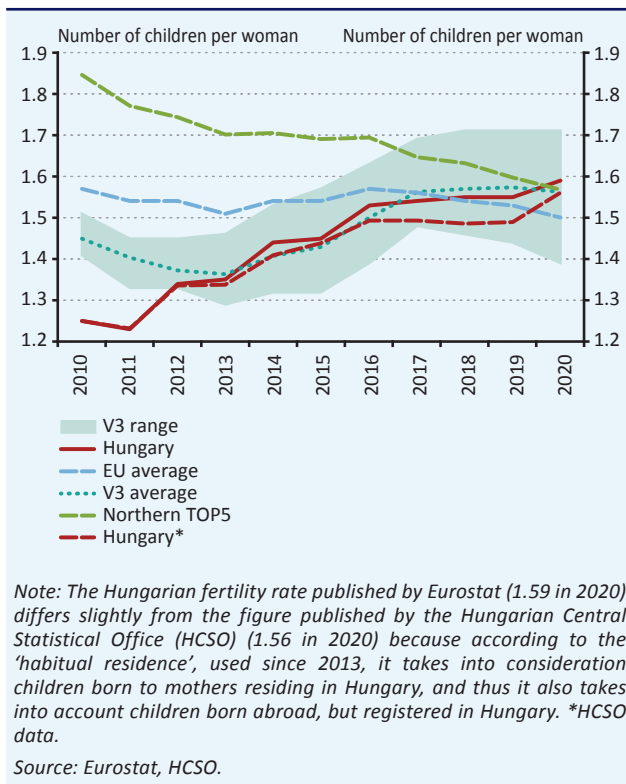 Number of children per woman Number of children per woman
1.9 1.9
1.8 1.8
1.7 1.7
1.6 1.6
1.5 1.5
1.4 1.4
1.3 1.3
1.2 1.2
2010 2011 2012 2013 2014 2015 2016 2017 2018 2019 2020
V3 range
Hungary
EU average
V3 average
Northern TOP5
Hungary*
Note: The Hungarian fertility rate published by Eurostat (1.59 in 2020)
differs slightly from the figure published by the Hungarian Central
Statistical Office (HCSO) (1.56 in 2020) because according to the
‘habitual residence’, used since 2013, it takes into consideration
children born to mothers residing in Hungary, and thus it also takes
into account children born abroad, but registered in Hungary. *HCSO
data.
Source: Eurostat, HCSO.